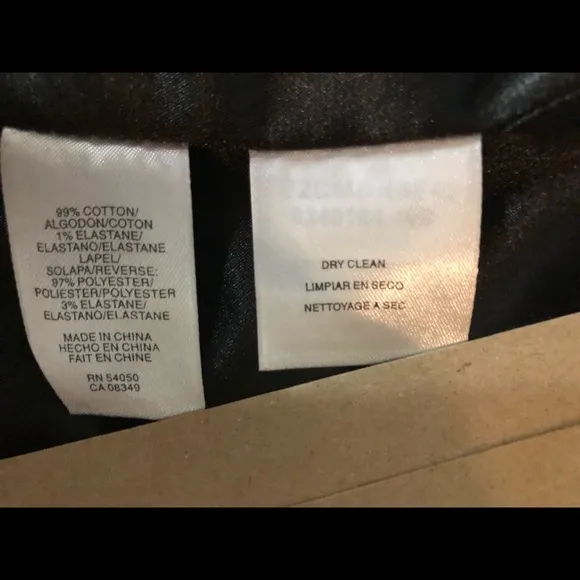 99% COTTON/
ALGODÓN/COTON
1% ELASTANE/
ELASTANO/ELASTANE
LAPEL/
SOLAPA/REVERSE:
97% POLYESTER/
POLIESTER/POLYESTER
3% ELASTANE/
ELASTANO/ELASTANE
MADE IN CHINA
HECHO EN CHINA
FAIT EN CHINE
RN 54050
CA 08349
DRY CLEAN
LIMPIAR EN SECO
NETTOYAGE A SEC